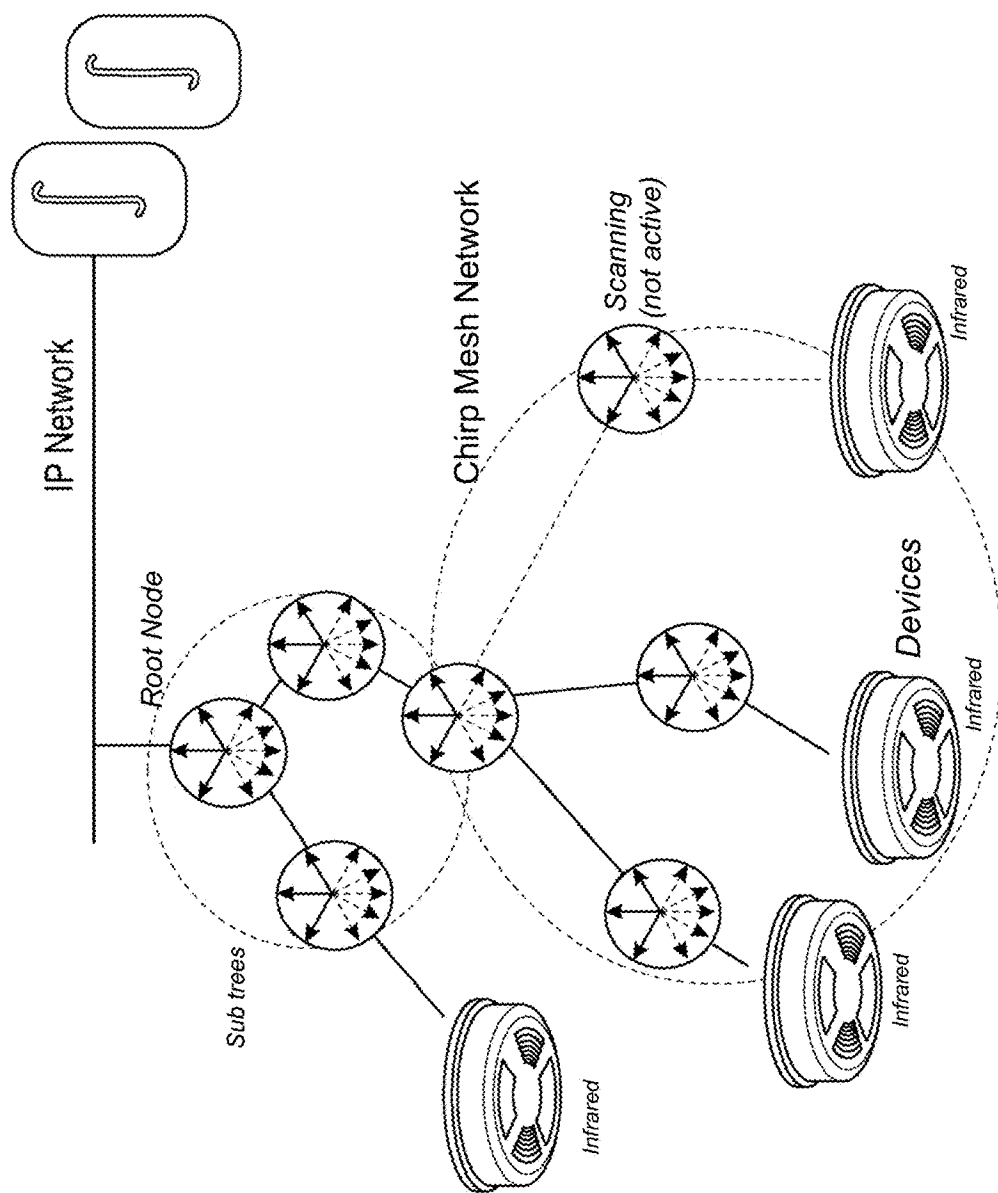 IP Network
Root Node
Sub trees
Chirp Mesh Network
Scanning
(not active)
Infrared
Infrared
Devices
Infrared
Infrared